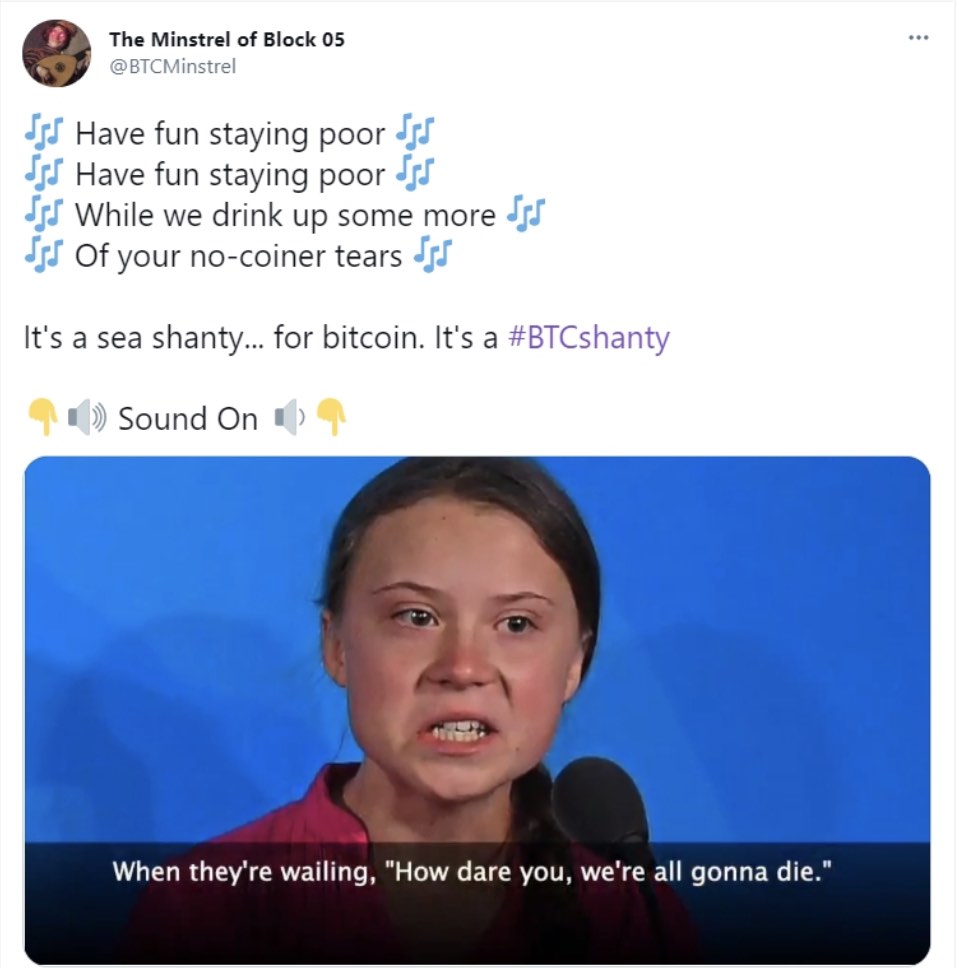 The Minstrel of Block 05
@BTCMinstrel
🎶 Have fun staying poor 🎶
🎶 Have fun staying poor 🎶
🎶 While we drink up some more 🎶
🎶 Of your no-coiner tears 🎶
It's a sea shanty... for bitcoin. It's a #BTCshanty
👇🔊 Sound On 🔉👇
When they're wailing, "How dare you, we're all gonna die."